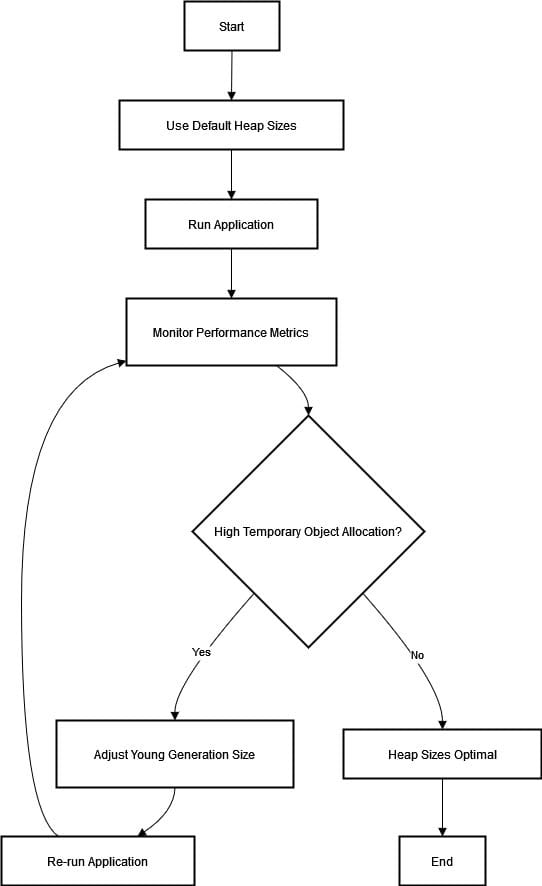 Start
Use Default Heap Sizes
Run Application
Monitor Performance Metrics
High Temporary Object Allocation?
Yes
No
Adjust Young Generation Size
Heap Sizes Optimal
Re-run Application
End